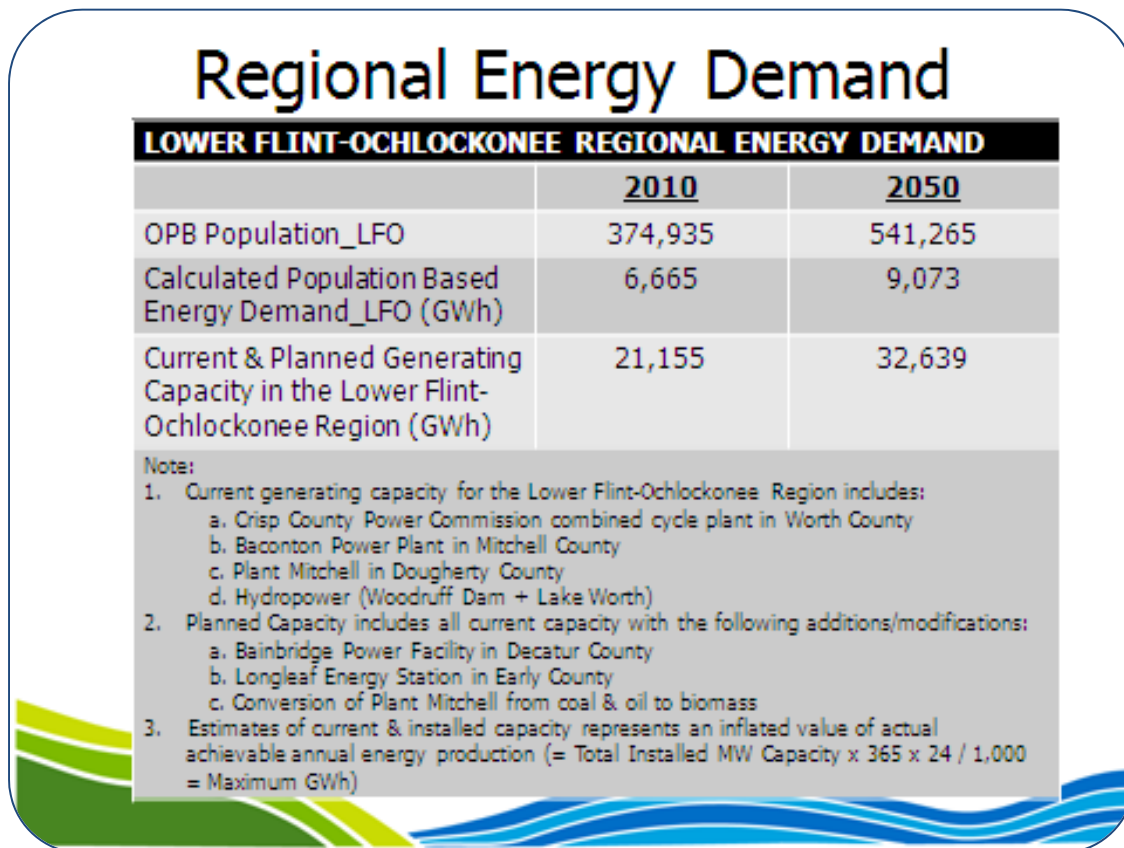 Regional Energy Demand
LOWER FLINT-OCHLOCKONEE REGIONAL ENERGY DEMAND
2010 2050
OPB Population_LFO 374,935 541,265
Calculated Population Based 6,665 9,073
Energy Demand_LFO (GWh)
Current & Planned Generating 21,155 32,639
Capacity in the Lower Flint-
Ochlockonee Region (GWh)
Note:
1. Current generating capacity for the Lower Flint-Ochlockonee Region includes:
a. Crisp County Power Commission combined cycle plant in Worth County
b. Baconton Power Plant in Mitchell County
c. Plant Mitchell in Dougherty County
d. Hydropower (Woodruff Dam + Lake Worth)
2. Planned Capacity includes all current capacity with the following additions/modifications:
a. Bainbridge Power Facility in Decatur County
b. Longleaf Energy Station in Early County
c. Conversion of Plant Mitchell from coal & oil to biomass
3. Estimates of current & installed capacity represents an inflated value of actual
achievable annual energy production (= Total Installed MW Capacity x 365 x 24 / 1,000
= Maximum GWh)